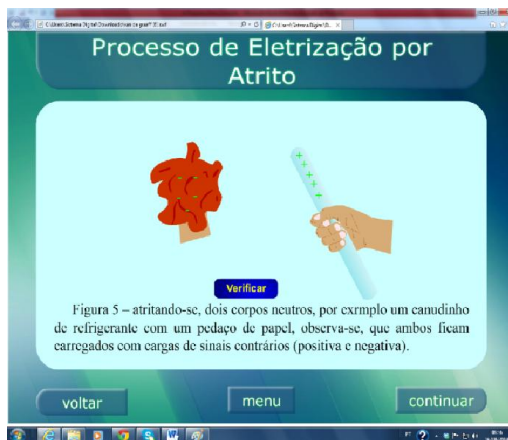 Processo de Eletrização por
Atrito
+ + + + +
Verificar
Figura 5 – atritando-se, dois corpos neutros, por exrmplo um canudinho
de refrigerante com um pedaço de papel, observa-se, que ambos ficam
carregados com cargas de sinais contrários (positiva e negativa).
voltar
menu
continuar